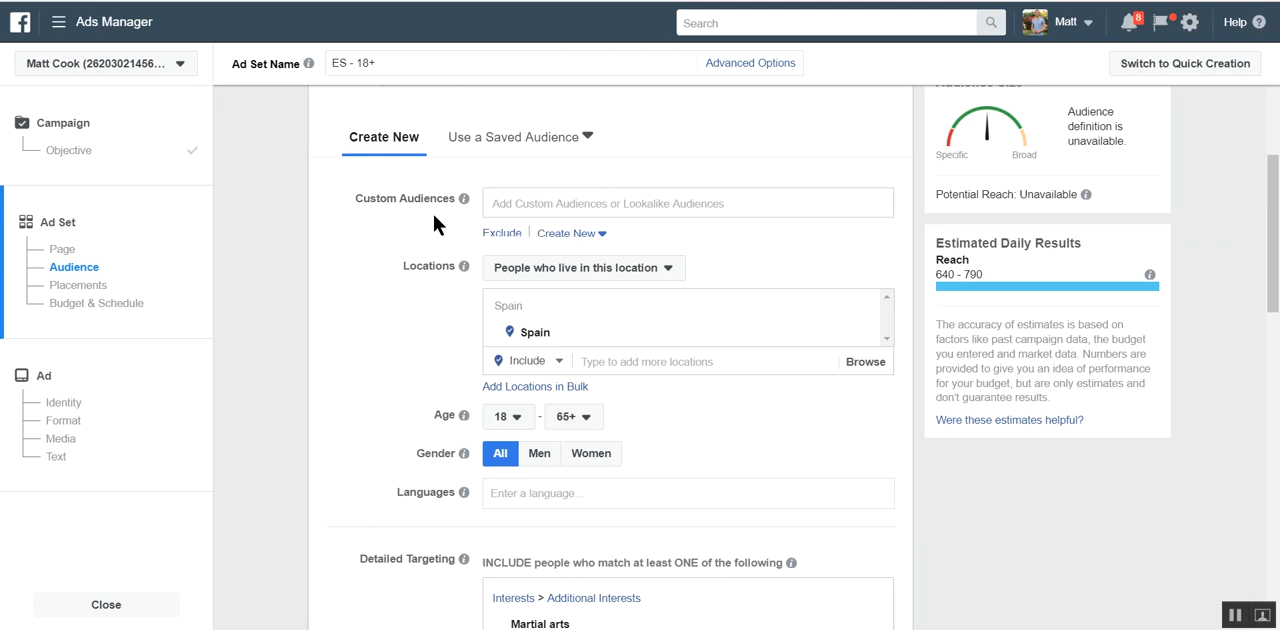 Ads Manager
Search
Matt
8
Help
Matt Cook (26203021456...
Ad Set Name
ES - 18+
Advanced Options
Switch to Quick Creation
Campaign
Objective
Ad Set
Page
Audience
Placements
Budget & Schedule
Ad
Identity
Format
Media
Text
Close
Create New
Use a Saved Audience
Custom Audiences
Add Custom Audiences or Lookalike Audiences
Exclude
Create New
Locations
People who live in this location
Spain
Spain
Include
Type to add more locations
Browse
Add Locations in Bulk
Age
18
-
65+
Gender
All
Men
Women
Languages
Enter a language...
Detailed Targeting
INCLUDE people who match at least ONE of the following
Interests > Additional Interests
Martial arts
Audience Size
Specific
Broad
Audience
definition is
unavailable.
Potential Reach: Unavailable
Estimated Daily Results
Reach
640 - 790
The accuracy of estimates is based on
factors like past campaign data, the budget
you entered and market data. Numbers are
provided to give you an idea of performance
for your budget, but are only estimates and
don't guarantee results.
Were these estimates helpful?